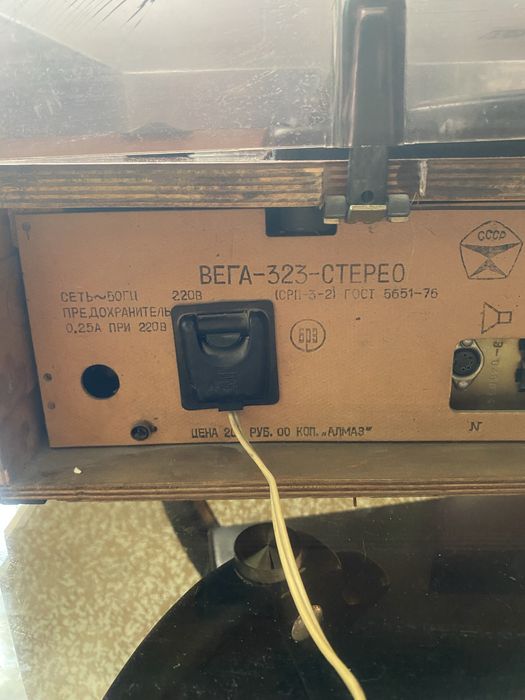 ВЕГА-323-СТЕРЕО
СССР
СЕТЬ~50ГЦ 220В (СРП-3-2) ГОСТ 5651-76
ПРЕДОХРАНИТЕЛЬ
0,25А ПРИ 220В
БРЗ
ЦЕНА РУБ. 00 КОП. „АЛМАЗ"